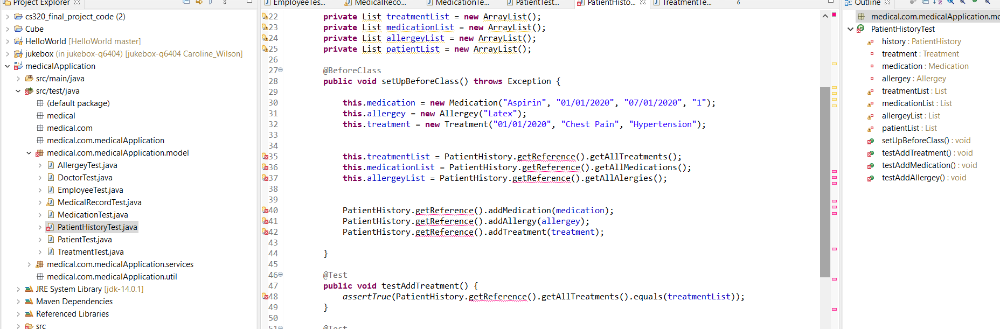 Project Explorer
cs320_final_project_code (2)
Cube
HelloWorld [HelloWorld master]
jukebox (in jukebox-q6404) [jukebox-q6404 Caroline_Wilson]
medicalApplication
src/main/java
src/test/java
(default package)
medical
medical.com
medical.com.medicalApplication
medical.com.medicalApplication.model
AllergeyTest.java
DoctorTest.java
EmployeeTest.java
MedicalRecordTest.java
MedicationTest.java
PatientHistoryTest.java
PatientTest.java
TreatmentTest.java
medical.com.medicalApplication.services
medical.com.medicalApplication.util
JRE System Library [jdk-14.0.1]
Maven Dependencies
Referenced Libraries
src
EmployeeTes... MedicalReco... MedicationTe... PatientTest... PatientHisto... TreatmentTe... 6
22 private List treatmentList = new ArrayList();
23 private List medicationList = new ArrayList();
24 private List allergeyList = new ArrayList();
25 private List patientList = new ArrayList();
26
27 @BeforeClass
28 public void setUpBeforeClass() throws Exception {
29
30 this.medication = new Medication("Aspirin", "01/01/2020", "07/01/2020", "1");
31 this.allergey = new Allergey("Latex");
32 this.treatment = new Treatment("01/01/2020", "Chest Pain", "Hypertension");
33
34
35 this.treatmentList = PatientHistory.getReference().getAllTreatments();
36 this.medicationList = PatientHistory.getReference().getAllMedications();
37 this.allergeyList = PatientHistory.getReference().getAllAlergies();
38
39
40 PatientHistory.getReference().addMedication(medication);
41 PatientHistory.getReference().addAllergy(allergey);
42 PatientHistory.getReference().addTreatment(treatment);
43
44 }
45
46 @Test
47 public void testAddTreatment() {
48 assertTrue(PatientHistory.getReference().getAllTreatments().equals(treatmentList));
49 }
50
51 @Test
Outline
medical.com.medicalApplication.mo
PatientHistoryTest
history : PatientHistory
treatment : Treatment
medication : Medication
allergey : Allergey
treatmentList : List
medicationList : List
allergeyList : List
patientList : List
setUpBeforeClass() : void
testAddTreatment() : void
testAddMedication() : void
testAddAllergey() : void